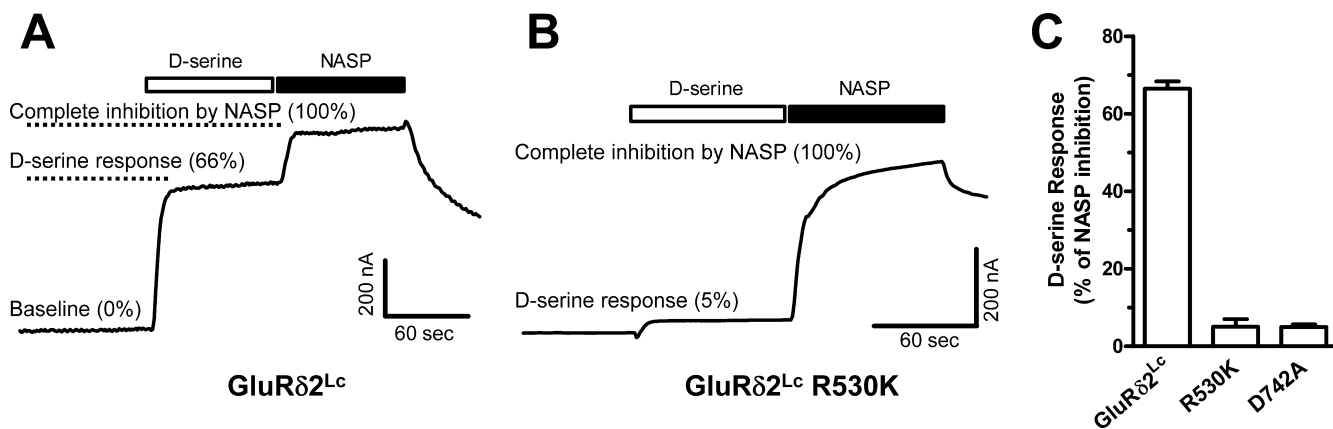 A
D-serine
NASP
Complete inhibition by NASP (100%)
D-serine response (66%)
Baseline (0%)
200 nA
60 sec
GluRδ2Lc
B
D-serine
NASP
Complete inhibition by NASP (100%)
D-serine response (5%)
200 nA
60 sec
GluRδ2Lc R530K
C
D-serine Response
(% of NASP inhibition)
80
60
40
20
0
GluRδ2Lc
R530K
D742A